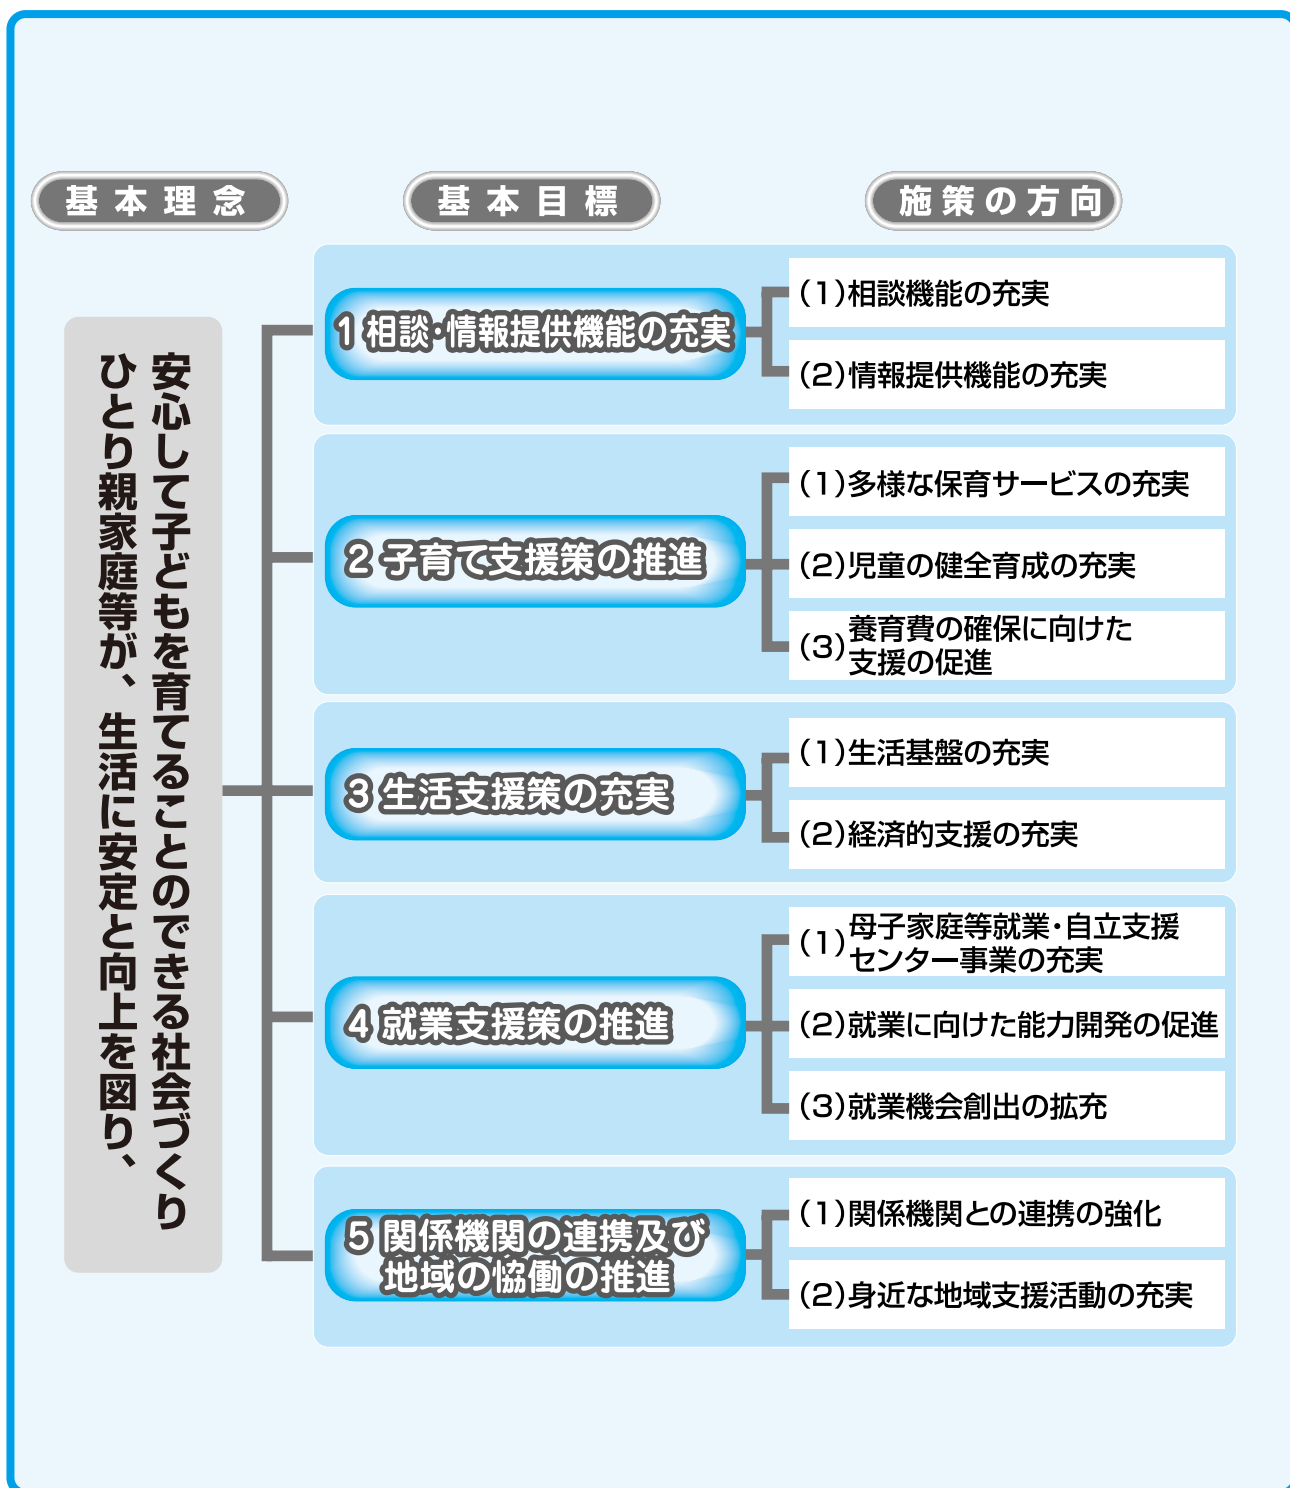 基本理念
基本目標
施策の方向
ひとり親家庭等が、生活に安定と向上を図り、
安心して子どもを育てることのできる社会づくり
1 相談・情報提供機能の充実
(1)相談機能の充実
(2)情報提供機能の充実
2 子育て支援策の推進
(1)多様な保育サービスの充実
(2)児童の健全育成の充実
(3)養育費の確保に向けた
支援の促進
3 生活支援策の充実
(1)生活基盤の充実
(2)経済的支援の充実
4 就業支援策の推進
(1)母子家庭等就業・自立支援
センター事業の充実
(2)就業に向けた能力開発の促進
(3)就業機会創出の拡充
5 関係機関の連携及び
地域の恊働の推進
(1)関係機関との連携の強化
(2)身近な地域支援活動の充実